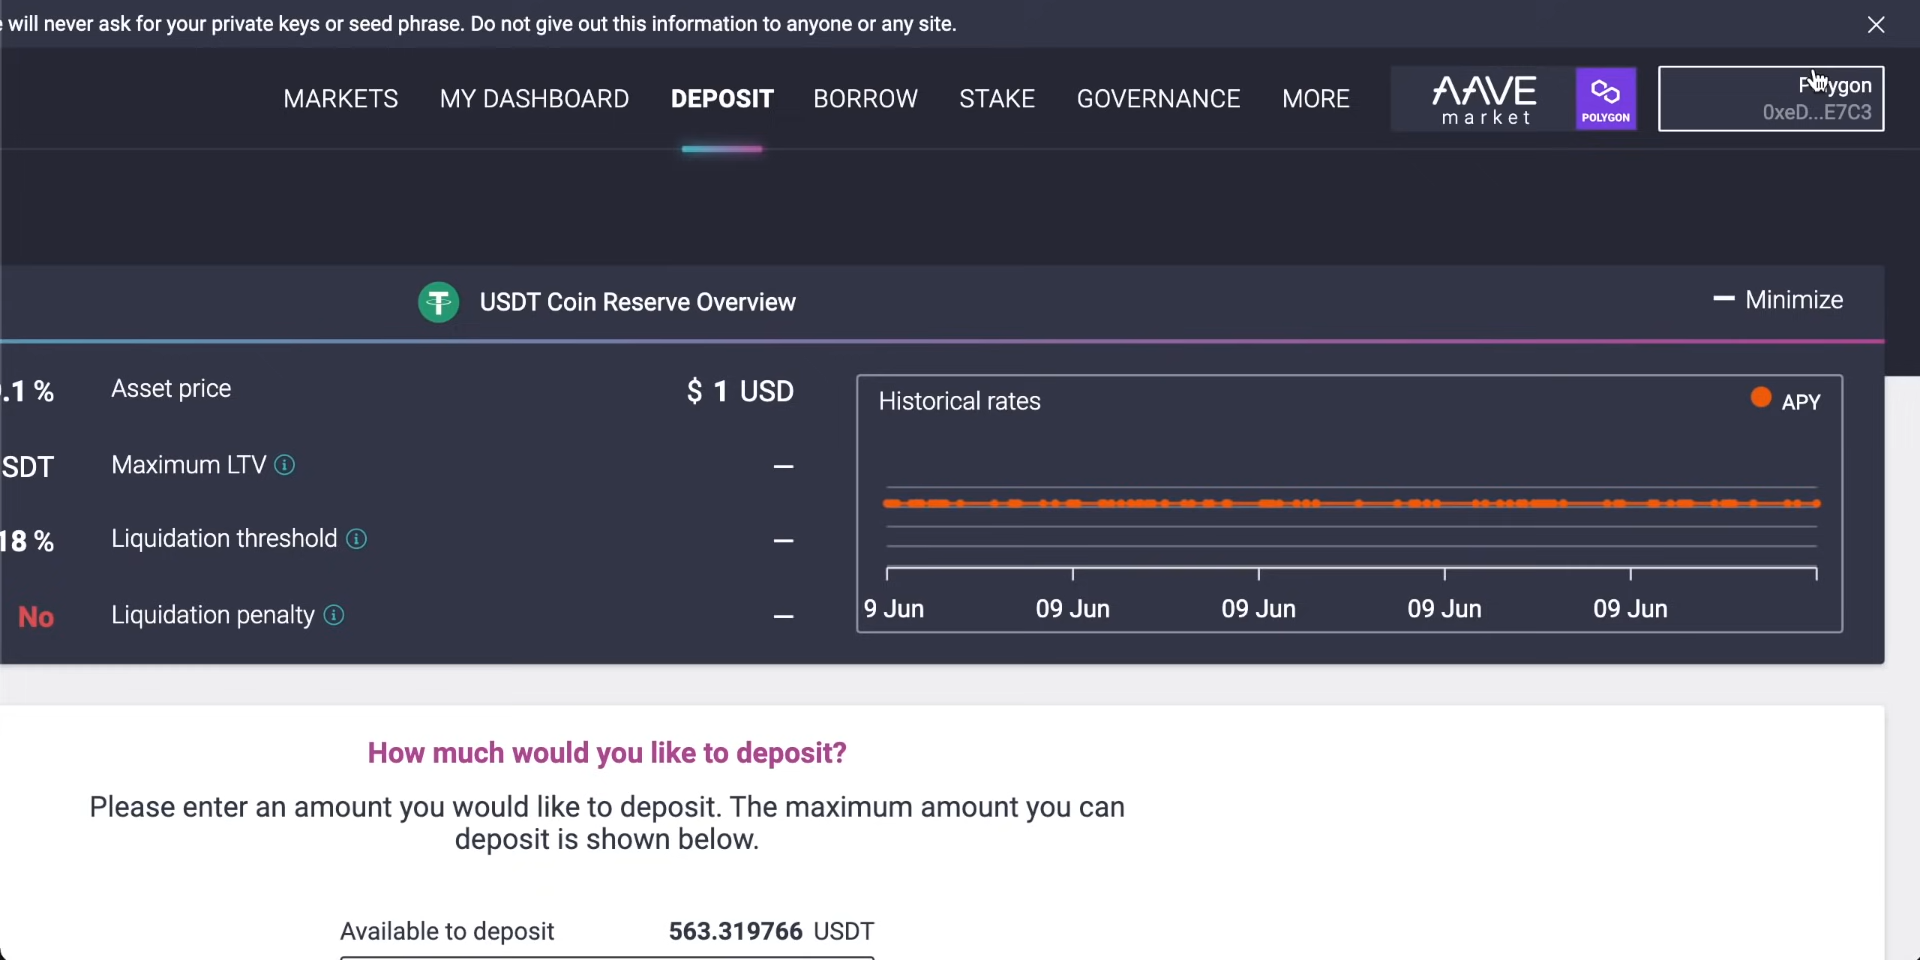 will never ask for your private keys or seed phrase. Do not give out this information to anyone or any site.
MARKETS MY DASHBOARD DEPOSIT BORROW STAKE GOVERNANCE MORE
AAVE
market
POLYGON
Polygon
0xeD...E7C3
USDT Coin Reserve Overview
Minimize
.1 % Asset price $ 1 USD
SDT Maximum LTV —
18 % Liquidation threshold —
No Liquidation penalty —
Historical rates APY
9 Jun 09 Jun 09 Jun 09 Jun 09 Jun
How much would you like to deposit?
Please enter an amount you would like to deposit. The maximum amount you can
deposit is shown below.
Available to deposit 563.319766 USDT